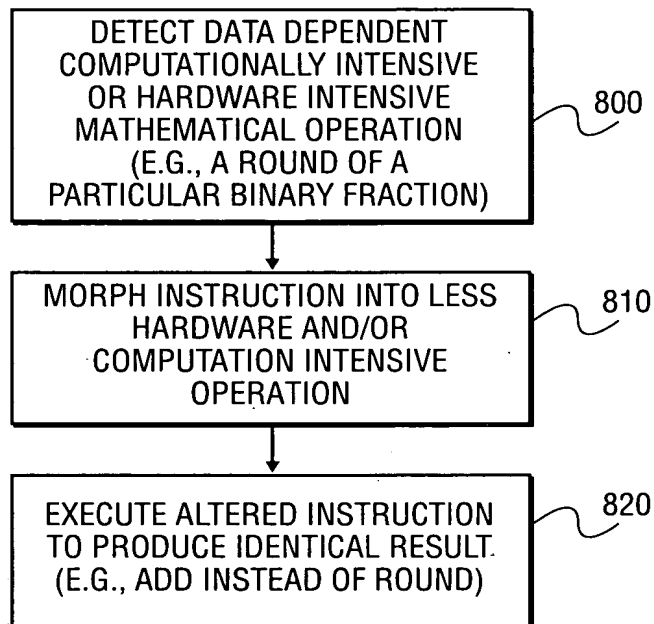 DETECT DATA DEPENDENT
COMPUTATIONALLY INTENSIVE
OR HARDWARE INTENSIVE
MATHEMATICAL OPERATION
(E.G., A ROUND OF A
PARTICULAR BINARY FRACTION)
800
MORPH INSTRUCTION INTO LESS
HARDWARE AND/OR
COMPUTATION INTENSIVE
OPERATION
810
EXECUTE ALTERED INSTRUCTION
TO PRODUCE IDENTICAL RESULT.
(E.G., ADD INSTEAD OF ROUND)
820